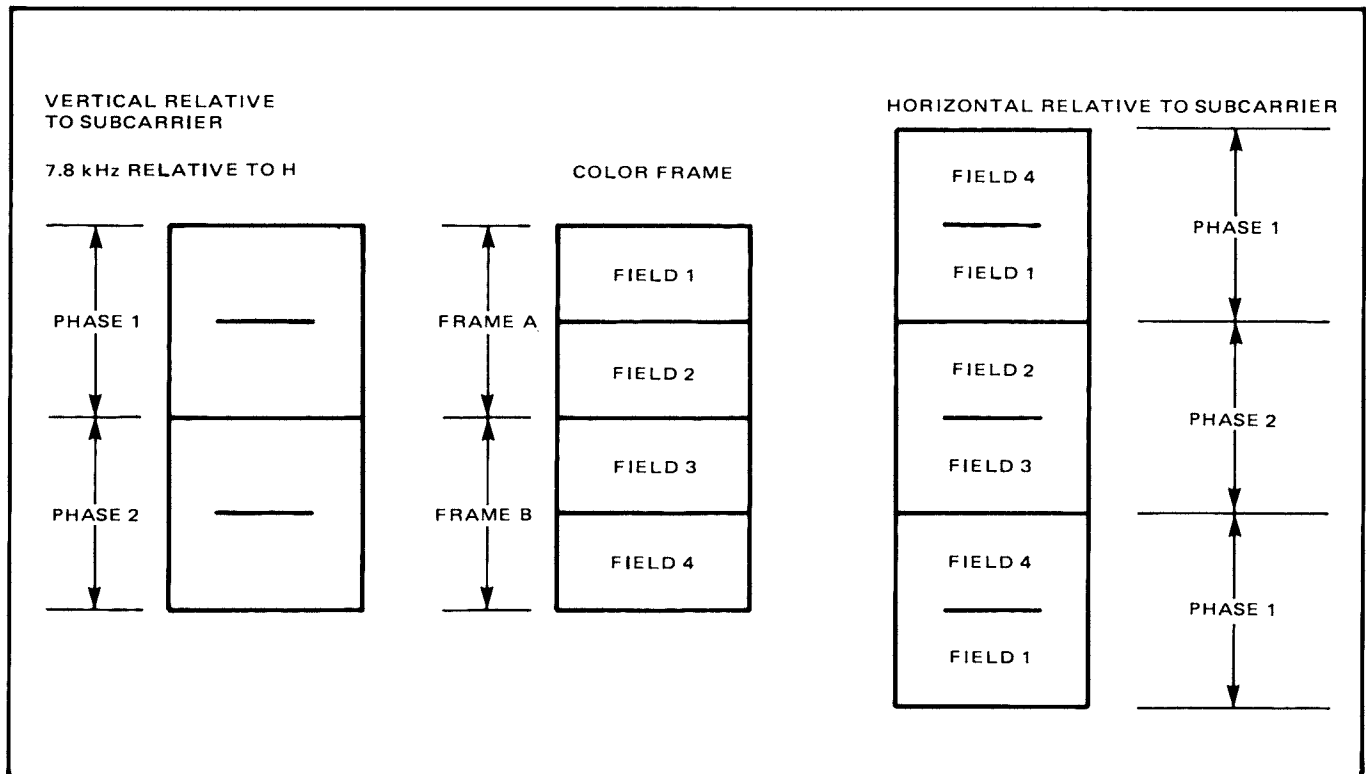 VERTICAL RELATIVE
TO SUBCARRIER
7.8 kHz RELATIVE TO H
PHASE 1
PHASE 2
COLOR FRAME
FRAME A
FRAME B
FIELD 1
FIELD 2
FIELD 3
FIELD 4
HORIZONTAL RELATIVE TO SUBCARRIER
FIELD 4
FIELD 1
FIELD 2
FIELD 3
FIELD 4
FIELD 1
PHASE 1
PHASE 2
PHASE 1